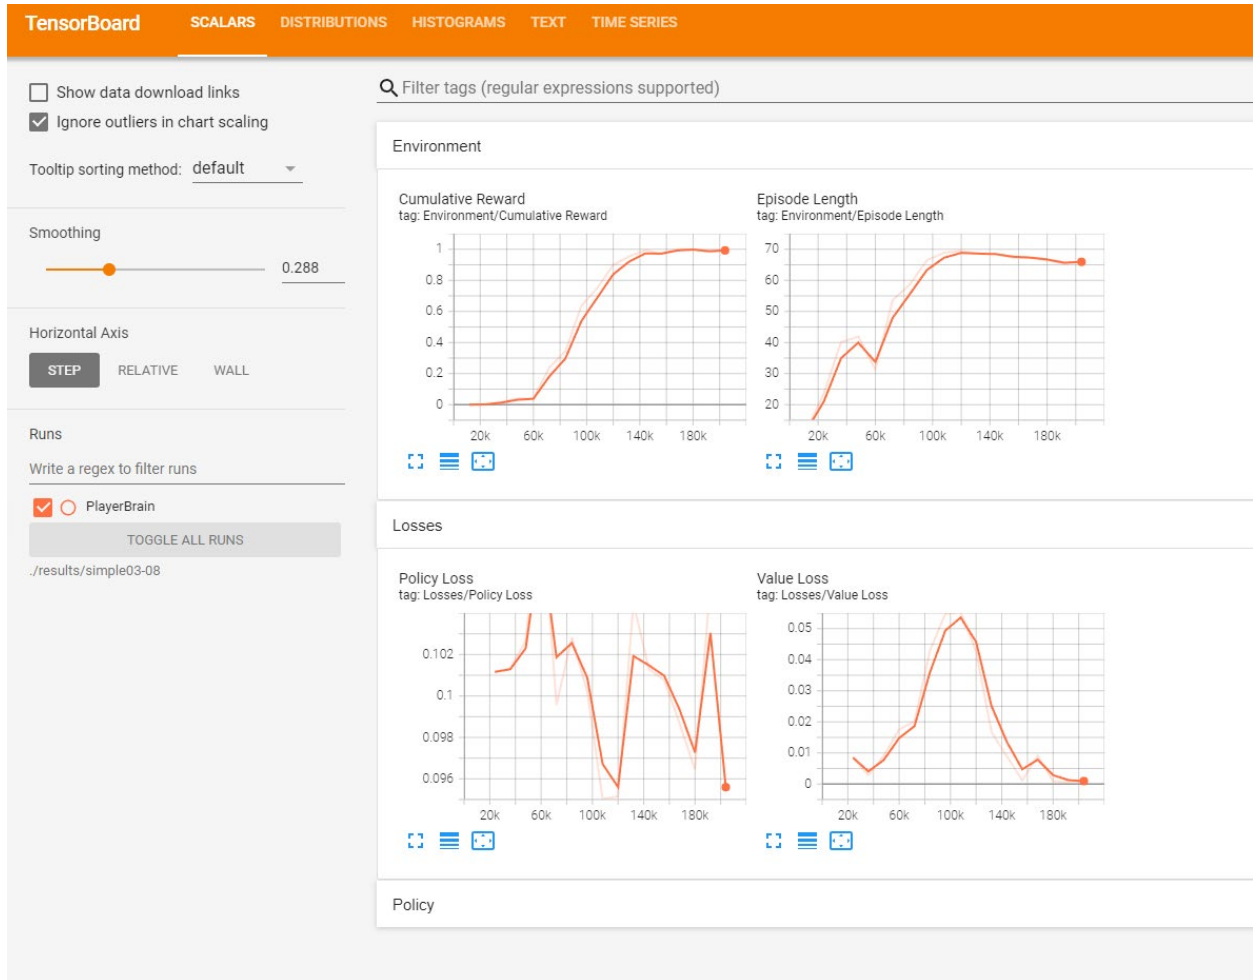 TensorBoard SCALARS DISTRIBUTIONS HISTOGRAMS TEXT TIME SERIES
Show data download links
Ignore outliers in chart scaling
Tooltip sorting method: default
Smoothing
0.288
Horizontal Axis
STEP RELATIVE WALL
Runs
Write a regex to filter runs
PlayerBrain
TOGGLE ALL RUNS
./results/simple03-08
Filter tags (regular expressions supported)
Environment
Cumulative Reward
tag: Environment/Cumulative Reward
1
0.8
0.6
0.4
0.2
0
20k 60k 100k 140k 180k
Episode Length
tag: Environment/Episode Length
70
60
50
40
30
20
20k 60k 100k 140k 180k
Losses
Policy Loss
tag: Losses/Policy Loss
0.102
0.1
0.098
0.096
20k 60k 100k 140k 180k
Value Loss
tag: Losses/Value Loss
0.05
0.04
0.03
0.02
0.01
0
20k 60k 100k 140k 180k
Policy